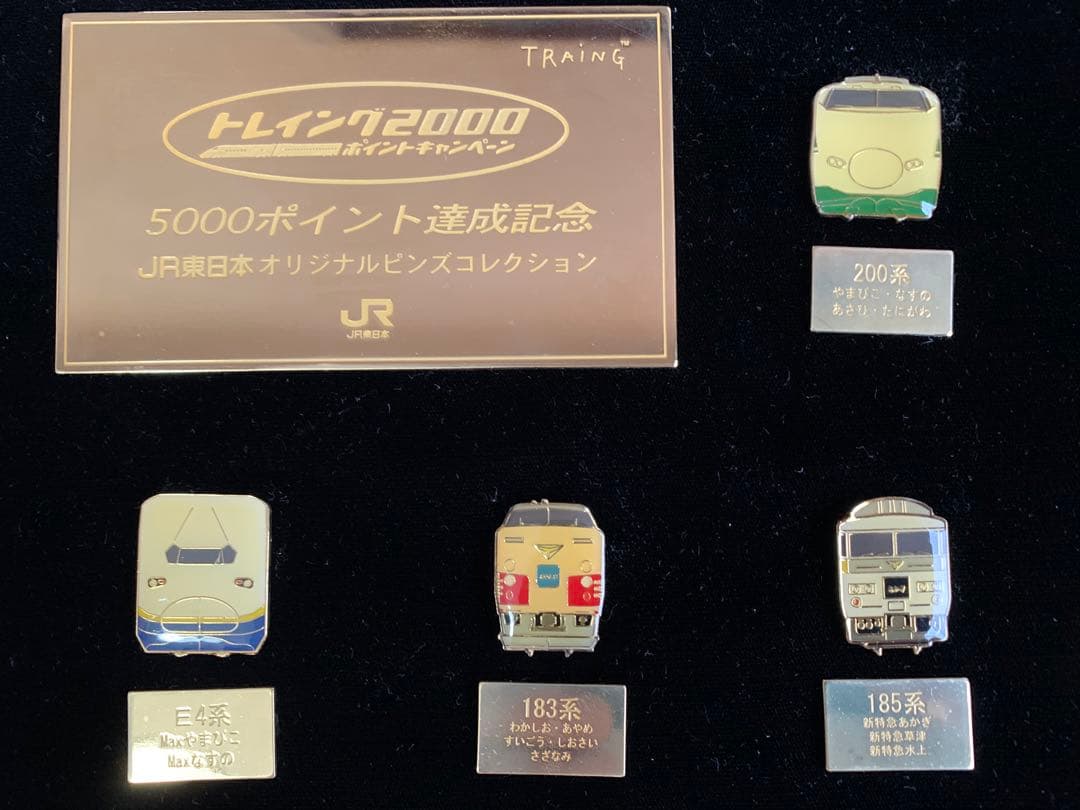 TRAiNG™
トレイング2000
ポイントキャンペーン
5000ポイント達成記念
JR東日本オリジナルピンズコレクション
JR
JR東日本
200系
やまびこ・なすの
あさひ・たにがわ
E4系
Maxやまびこ
Maxなすの
183系
わかしお・あやめ
すいごう・しおさい
さざなみ
185系
新特急あかぎ
新特急草津
新特急水上